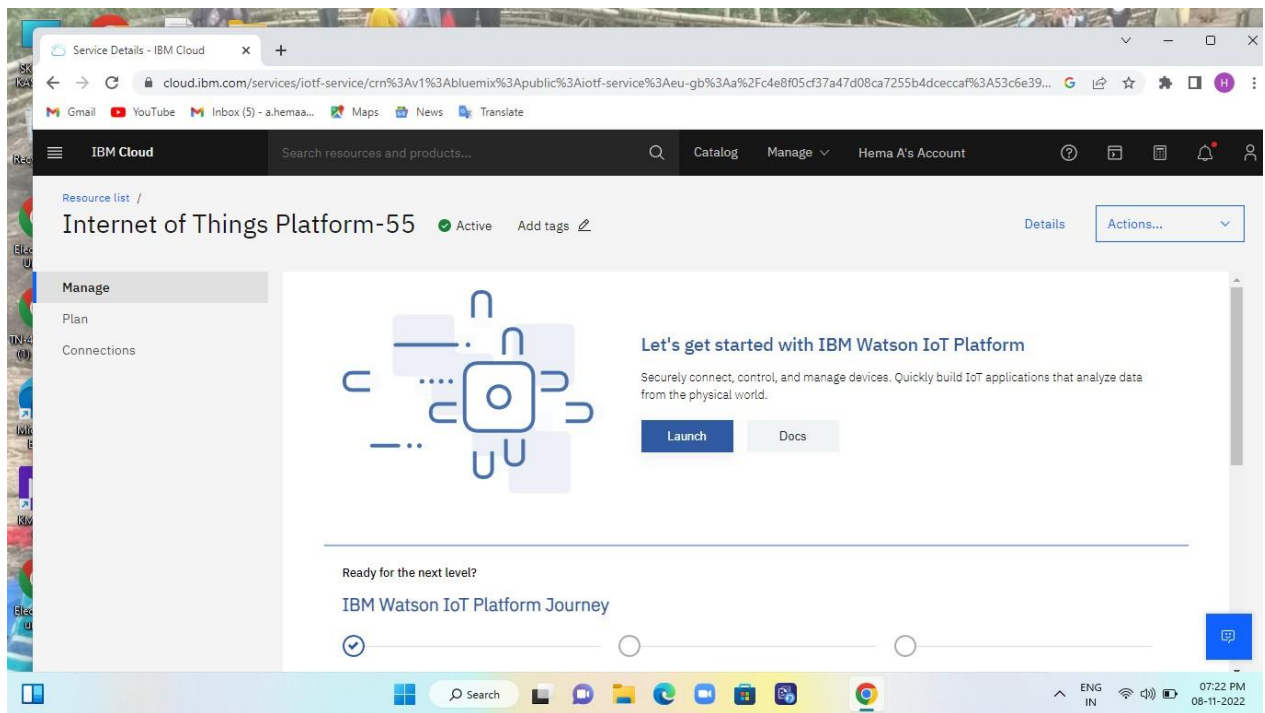 Service Details - IBM Cloud
cloud.ibm.com/services/iotf-service/crn%3Av1%3Abluemix%3Apublic%3Aiotf-service%3Aeu-gb%3Aa%2Fc4e8f05cf37a47d08ca7255b4dceccaf%3A53c6e39...
Gmail YouTube Inbox (5) - a.hemaa... Maps News Translate
IBM Cloud Search resources and products... Catalog Manage Hema A's Account
Resource list /
Internet of Things Platform-55 Active Add tags Details Actions...
Manage
Plan
Connections
Let's get started with IBM Watson IoT Platform
Securely connect, control, and manage devices. Quickly build IoT applications that analyze data
from the physical world.
Launch Docs
Ready for the next level?
IBM Watson IoT Platform Journey
Search
ENG 07:22 PM
IN 08-11-2022